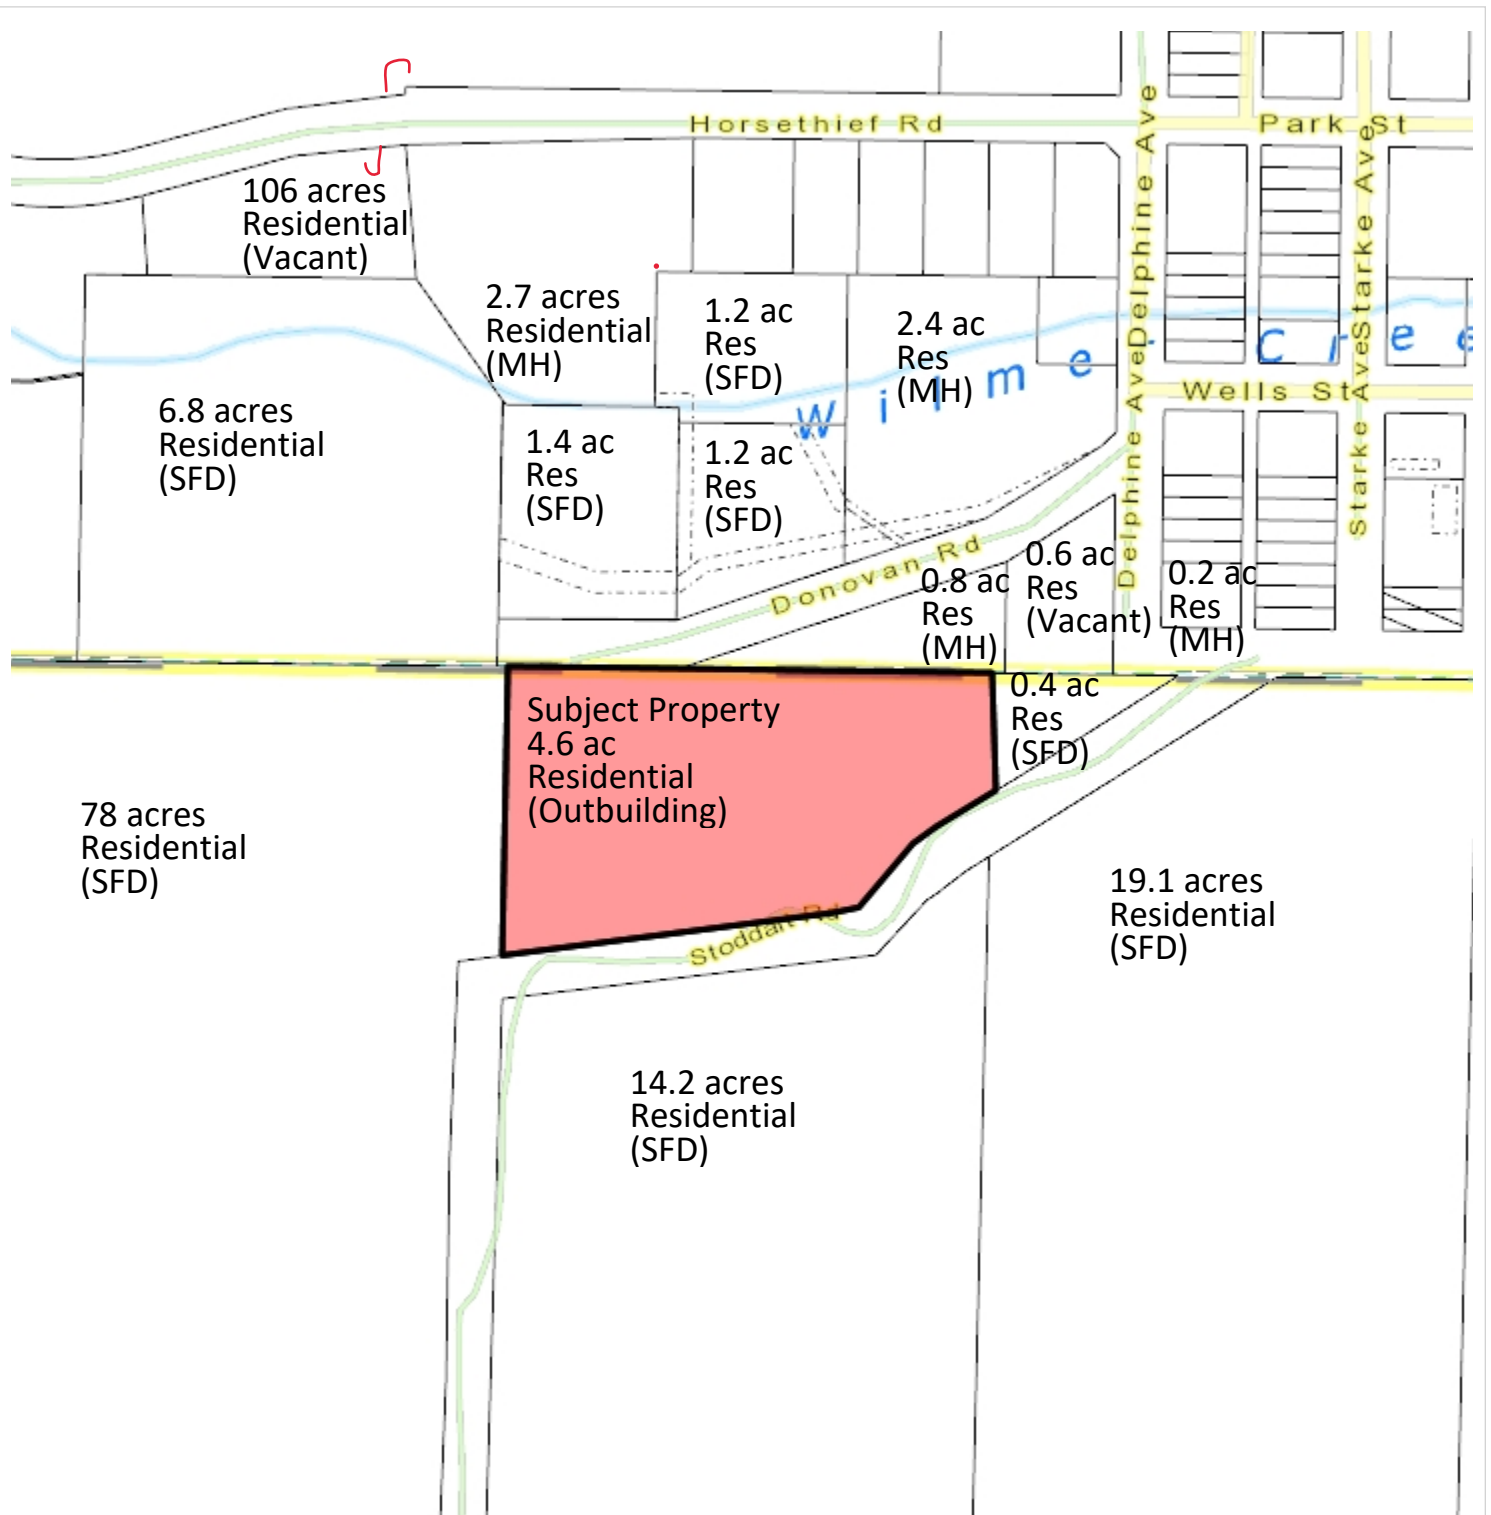 Horsethief Rd
Park St
Delphine Ave
Starke Ave
106 acres
Residential
(Vacant)
2.7 acres
Residential
(MH)
1.2 ac
Res
(SFD)
2.4 ac
Res
(MH)
Wilme
Cree
Wells St
Delphine Ave
Starke Ave
6.8 acres
Residential
(SFD)
1.4 ac
Res
(SFD)
1.2 ac
Res
(SFD)
Donovan Rd
0.8 ac
Res
(MH)
0.6 ac
Res
(Vacant)
0.2 ac
Res
(MH)
Subject Property
4.6 ac
Residential
(Outbuilding)
0.4 ac
Res
(SFD)
78 acres
Residential
(SFD)
Stoddart Rd
19.1 acres
Residential
(SFD)
14.2 acres
Residential
(SFD)